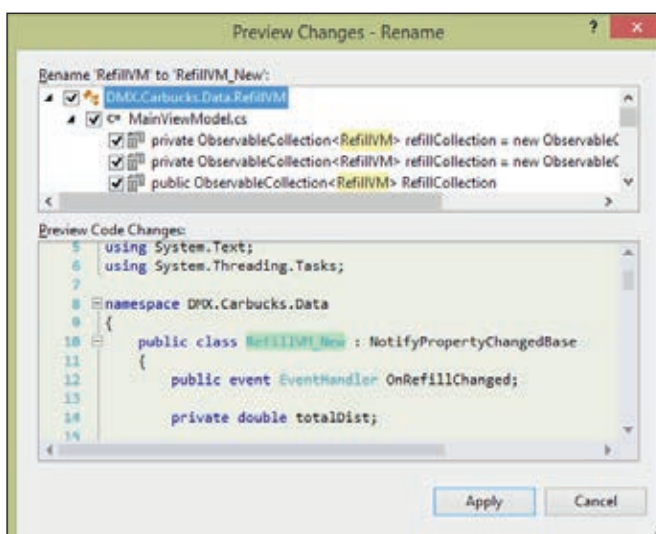 Preview Changes - Rename
?
Rename 'RefillVM' to 'RefillVM_New':
DMX.Carbucks.Data.RefillVM
C# MainViewModel.cs
private ObservableCollection<RefillVM> refillCollection = new ObservableC
private ObservableCollection<RefillVM> refillCollection = new ObservableC
public ObservableCollection<RefillVM> RefillCollection
Preview Code Changes:
5 using System.Text;
6 using System.Threading.Tasks;
7
8 namespace DMX.Carbucks.Data
9 {
10 public class RefillVM_New : NotifyPropertyChangedBase
11 {
12 public event EventHandler OnRefillChanged;
13
14 private double totalDist;
15
Apply Cancel